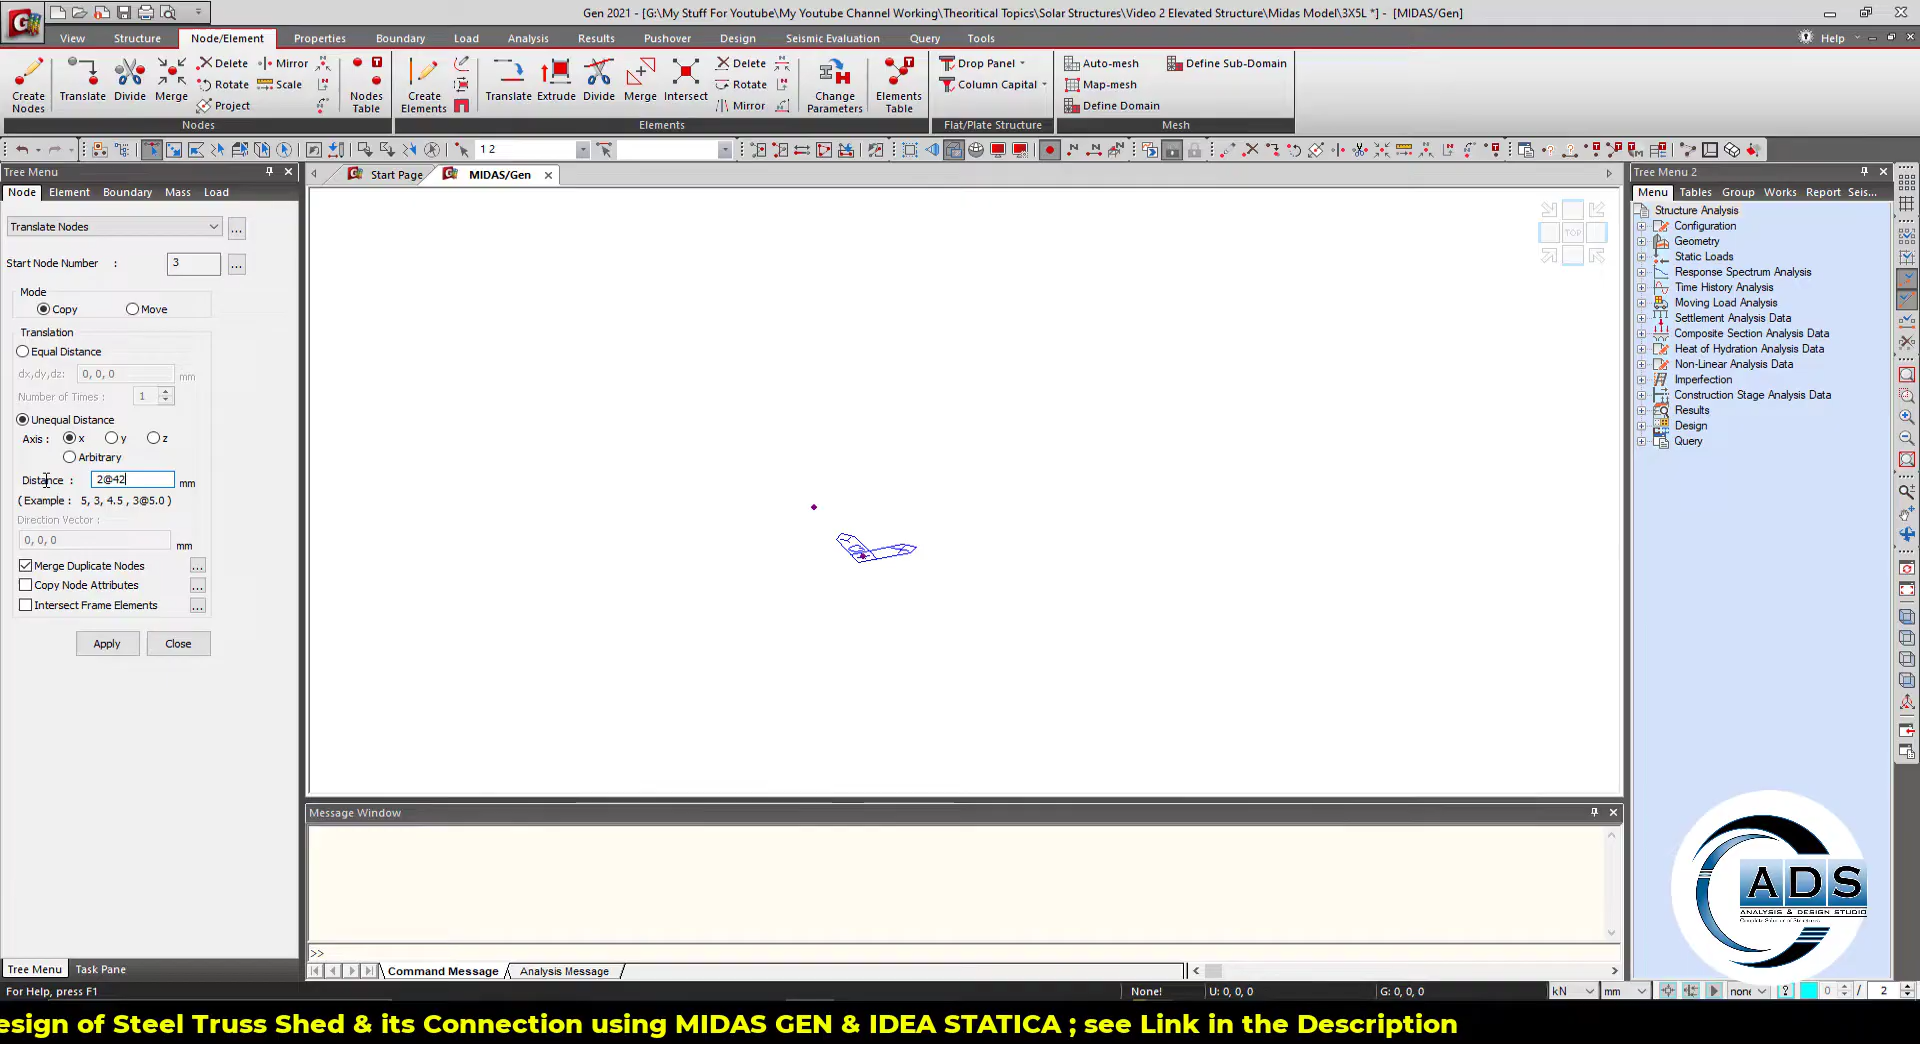 Gen 2021 - [G:\My Stuff For Youtube\My Youtube Channel Working\Theoritical Topics\Solar Structures\Video 2 Elevated Structure\Midas Model\3X5L *] - [MIDAS/Gen]
View Structure Node/Element Properties Boundary Load Analysis Results Pushover Design Seismic Evaluation Query Tools Help
Delete Mirror Delete Drop Panel Auto-mesh Define Sub-Domain
Create Nodes Translate Divide Merge Rotate Scale Nodes Table Create Elements Translate Extrude Divide Merge Intersect Rotate Change Parameters Elements Table Column Capital Map-mesh
Project Mirror Define Domain
Nodes Elements Flat/Plate Structure Mesh
1 2
Tree Menu
Start Page MIDAS/Gen
Tree Menu 2
Node Element Boundary Mass Load
Menu Tables Group Works Report Seis...
Translate Nodes
Start Node Number : 3
Mode
Copy Move
Translation
Equal Distance
dx,dy,dz: 0, 0, 0 mm
Number of Times : 1
Unequal Distance
Axis : x y z
Arbitrary
Distance : 2@42 mm
( Example : 5, 3, 4.5 , 3@5.0 )
Direction Vector :
0, 0, 0 mm
Merge Duplicate Nodes ...
Copy Node Attributes ...
Intersect Frame Elements ...
Apply Close
TOP
Structure Analysis
Configuration
Geometry
Static Loads
Response Spectrum Analysis
Time History Analysis
Moving Load Analysis
Settlement Analysis Data
Composite Section Analysis Data
Heat of Hydration Analysis Data
Non-Linear Analysis Data
Imperfection
Construction Stage Analysis Data
Results
Design
Query
Message Window
>>
Command Message Analysis Message
Tree Menu Task Pane
ADS
ANALYSIS & DESIGN STUDIO
For Help, press F1 None! U: 0, 0, 0 G: 0, 0, 0 kN mm none 0 / 2
esign of Steel Truss Shed & its Connection using MIDAS GEN & IDEA STATICA ; see Link in the Description